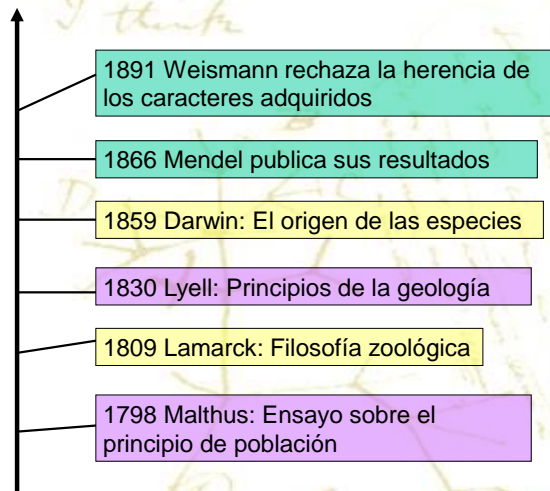 I think
1891 Weismann rechaza la herencia de
los caracteres adquiridos
1866 Mendel publica sus resultados
1859 Darwin: El origen de las especies
1830 Lyell: Principios de la geología
1809 Lamarck: Filosofía zoológica
1798 Malthus: Ensayo sobre el
principio de población